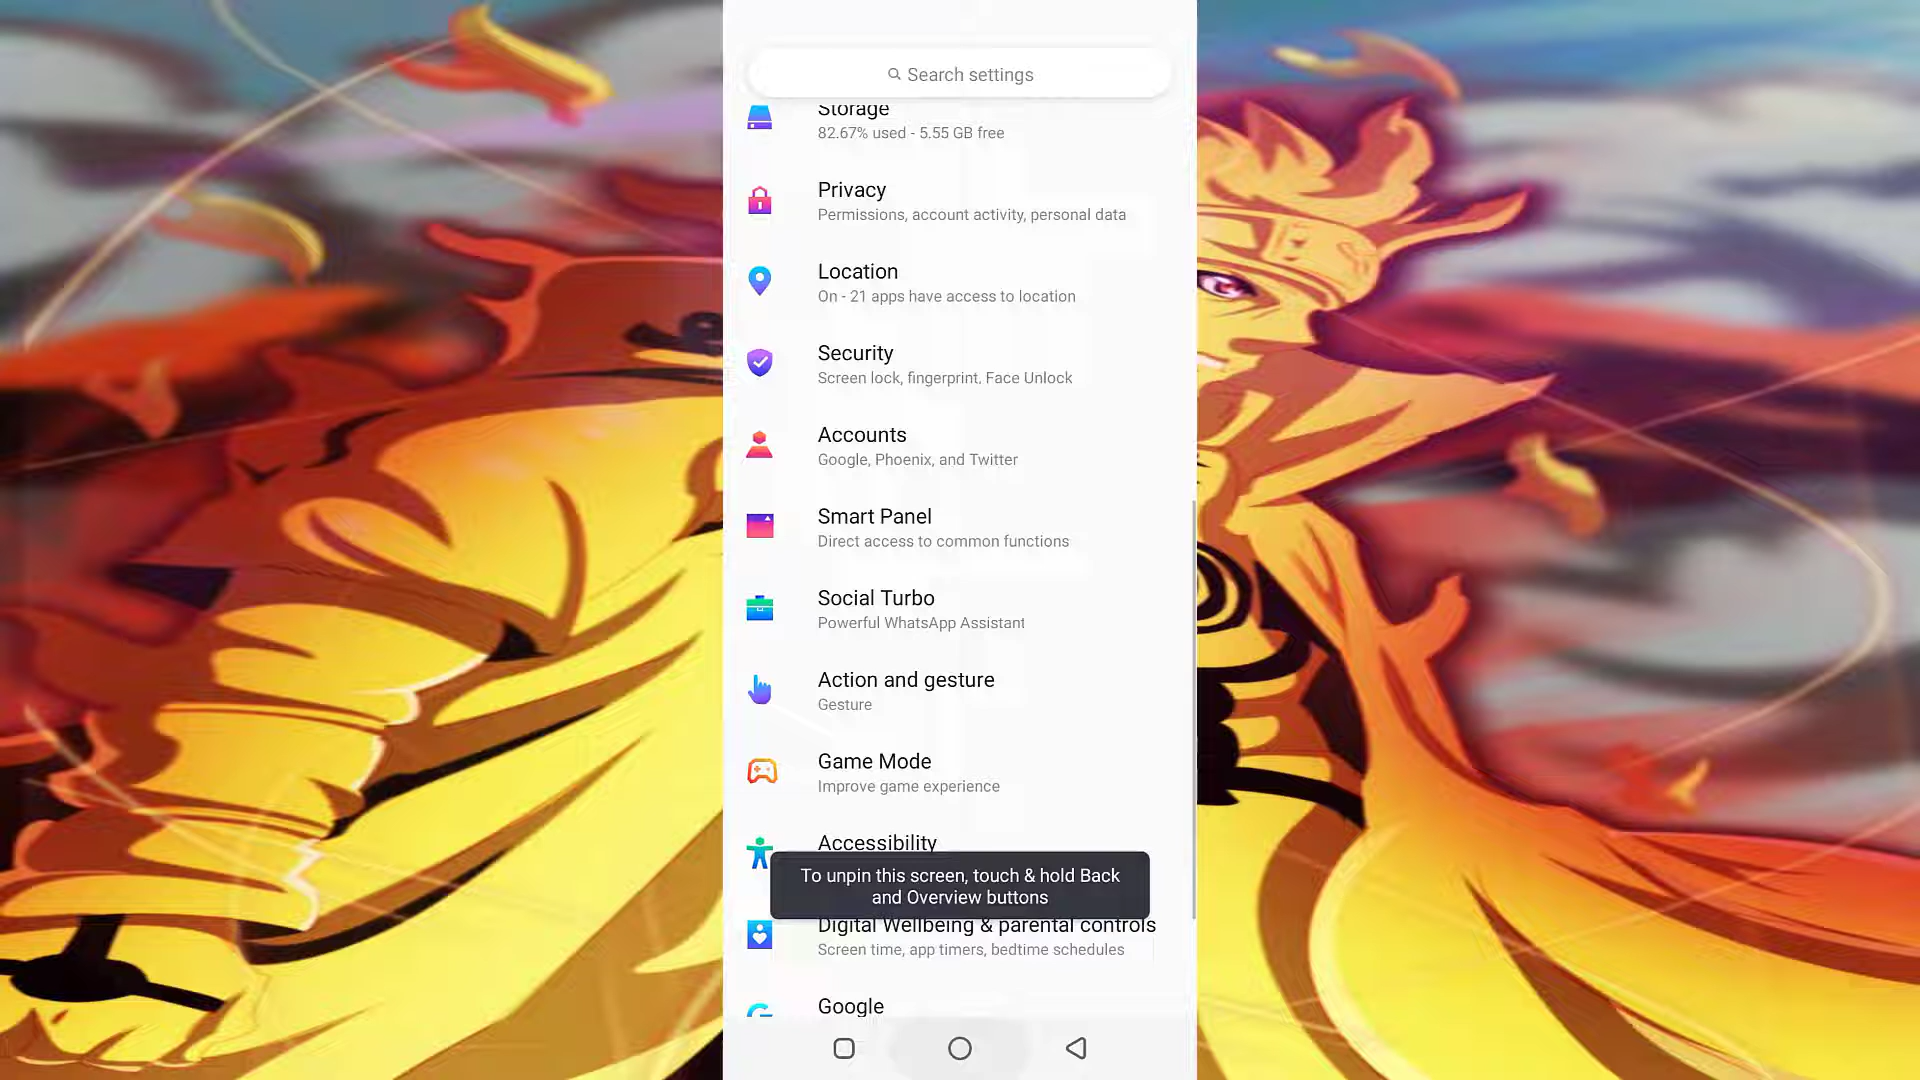 Search settings
Storage
82.67% used - 5.55 GB free
Privacy
Permissions, account activity, personal data
Location
On - 21 apps have access to location
Security
Screen lock, fingerprint, Face Unlock
Accounts
Google, Phoenix, and Twitter
Smart Panel
Direct access to common functions
Social Turbo
Powerful WhatsApp Assistant
Action and gesture
Gesture
Game Mode
Improve game experience
Accessibility
To unpin this screen, touch & hold Back
and Overview buttons
Digital Wellbeing & parental controls
Screen time, app timers, bedtime schedules
Google